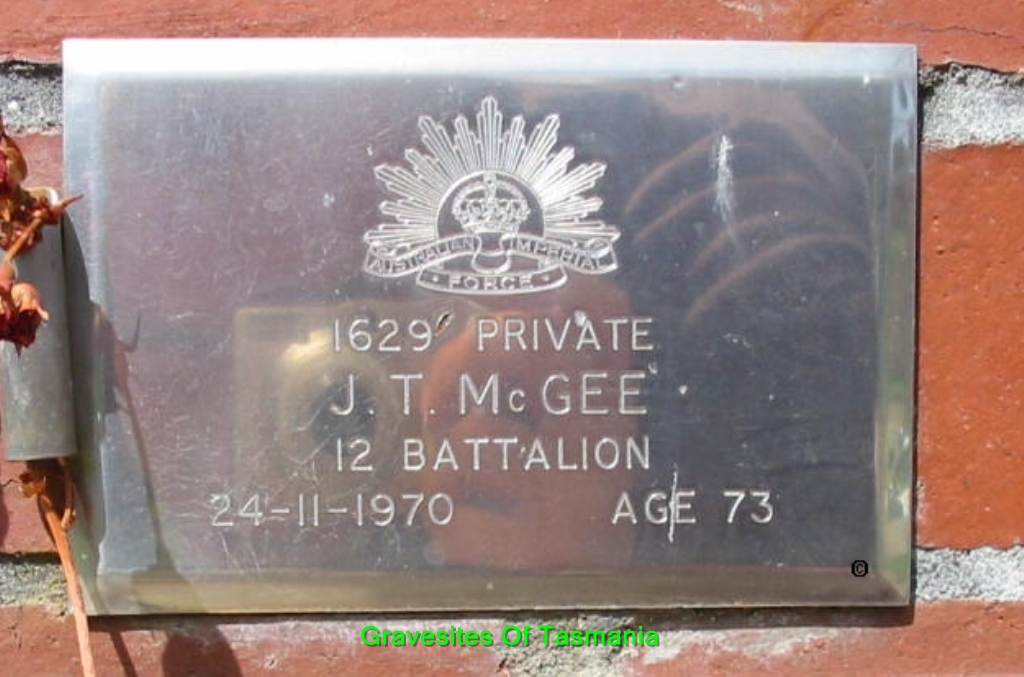 AUSTRALIAN IMPERIAL
FORCE
1629 PRIVATE
J. T. McGEE
12 BATTALION
24-11-1970 AGE 73
©
Gravesites Of Tasmania